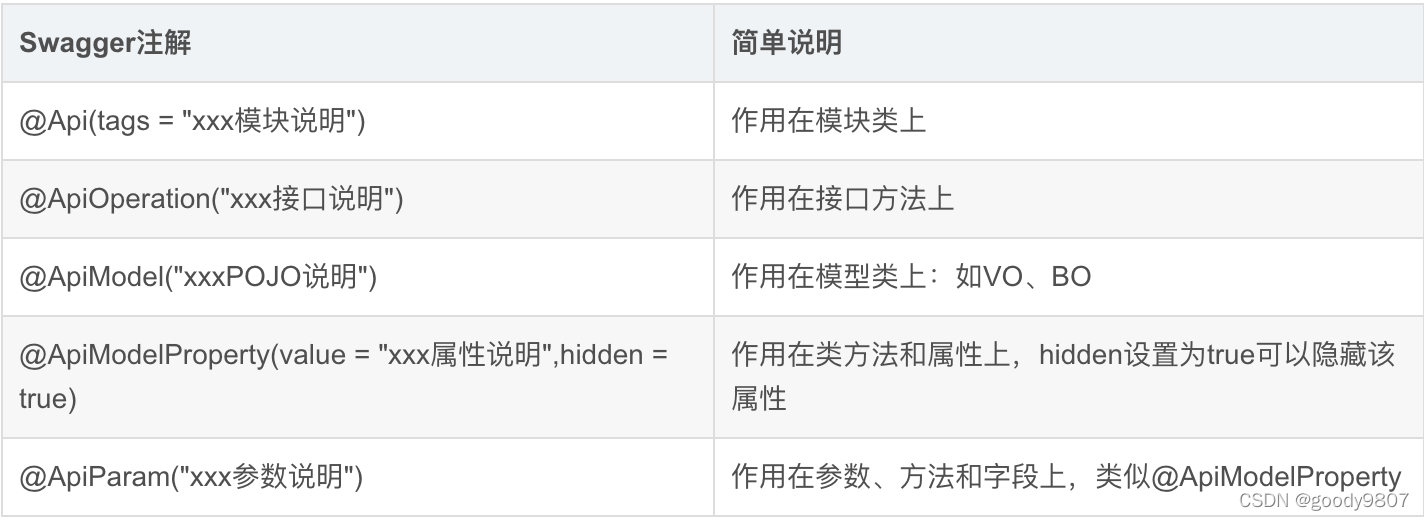 Swagger注解
简单说明
@Api(tags = "xxx模块说明")
作用在模块类上
@ApiOperation("xxx接口说明")
作用在接口方法上
@ApiModel("xxxPOJO说明")
作用在模型类上：如VO、BO
@ApiModelProperty(value = "xxx属性说明",hidden =
true)
作用在类方法和属性上，hidden设置为true可以隐藏该
属性
@ApiParam("xxx参数说明")
作用在参数、方法和字段上，类似@ApiModelProperty
CSDN @goody9807